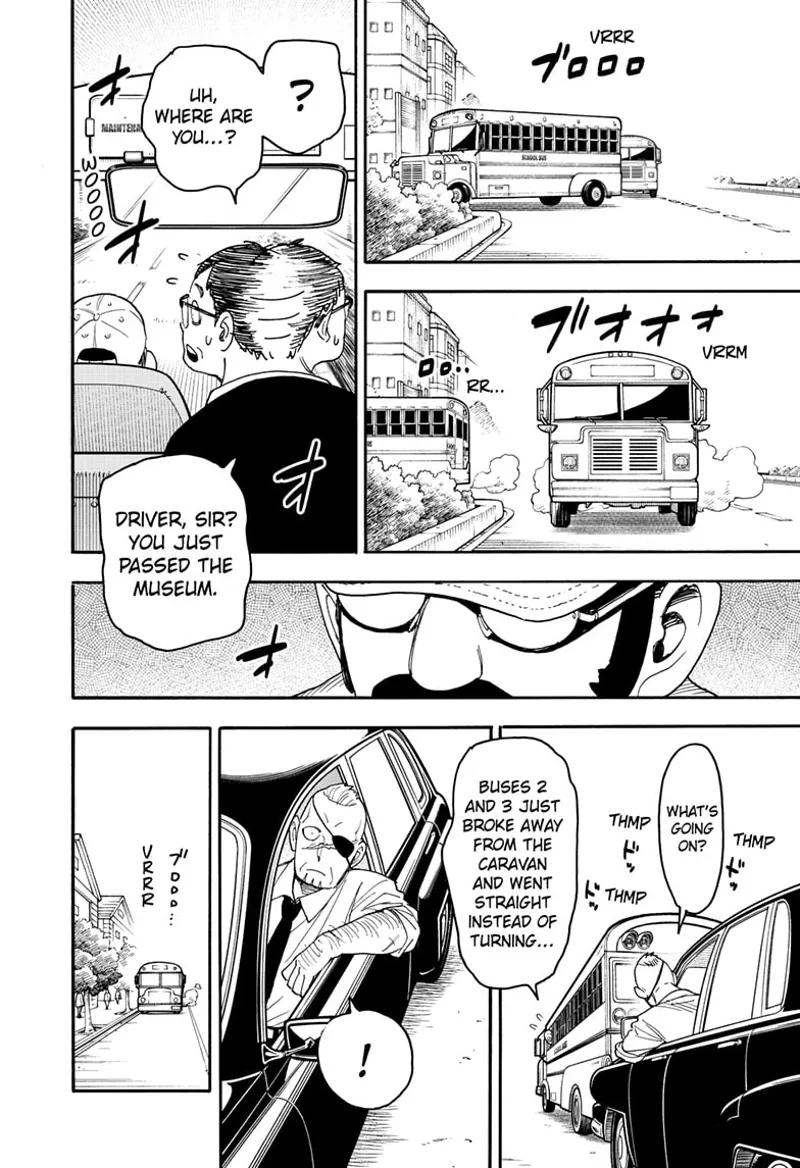 VRRR
ブロロロ
SCHOOL BUS
?
UH,
WHERE ARE
YOU...?
オ
MAINTENA
WOOOO
オ
オ
ブオオオ
VRRM
ロロ..
RR...
DRIVER, SIR?
YOU JUST
PASSED THE
MUSEUM.
オ
WHAT'S
GOING
ON?
THMP
THMP
ドッ
ドッ
THMP
BUSES 2
AND 3 JUST
BROKE AWAY
FROM THE
CARAVAN
AND WENT
STRAIGHT
INSTEAD OF
TURNING...
!
ブロロ...
VRRR